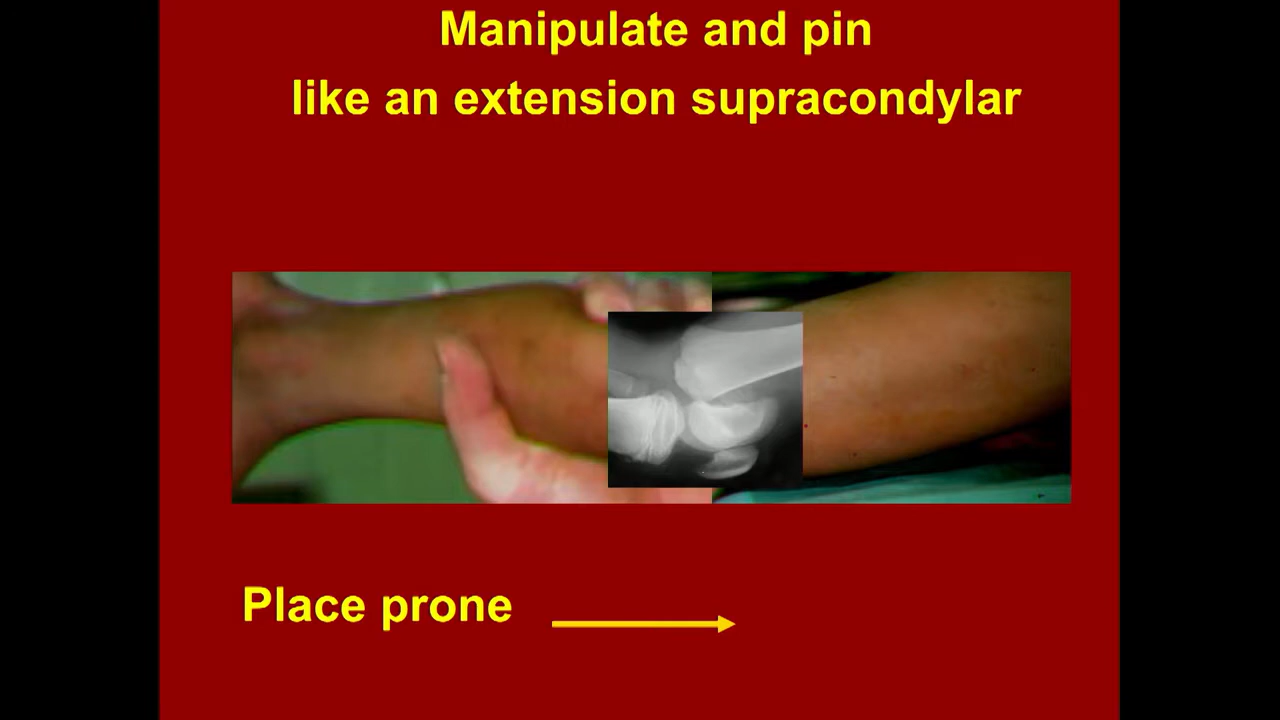 Manipulate and pin
like an extension supracondylar
Place prone